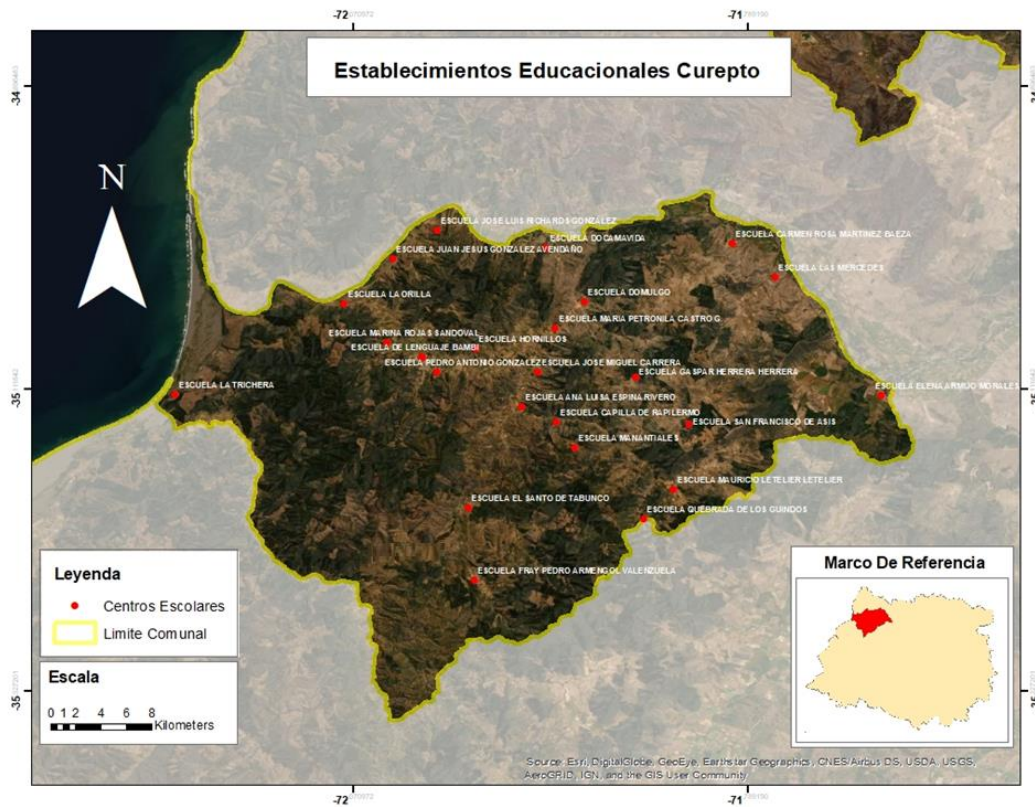 -72
-71
Establecimientos Educacionales Curepto
N
ESCUELA JOSE LUIS RICHARDS GONZALEZ
ESCUELA DOCAMAVIDA
ESCUELA CARMEN ROSA MARTINEZ BAEZA
ESCUELA JUAN JESUS GONZALEZ AVENDAÑO
ESCUELA LAS MERCEDES
ESCUELA LA ORILLA
ESCUELA DOMULGO
ESCUELA MARIA PETRONILA CASTRO G
ESCUELA MARINA ROJAS SANDOVAL
ESCUELA HORNILLOS
ESCUELA DE LENGUAJE BAMBI
ESCUELA PEDRO ANTONIO GONZALEZ
ESCUELA JOSE MIGUEL CARRERA
ESCUELA GASPAR HERRERA HERRERA
ESCUELA LA TRICHERA
ESCUELA ELENA ARMIJO MORALES
ESCUELA ANA LUISA ESPINA RIVERO
ESCUELA CAPILLA DE RAPILERMO
ESCUELA SAN FRANCISCO DE ASIS
ESCUELA MANANTIALES
ESCUELA MAURICIO LETELIER LETELIER
ESCUELA EL SANTO DE TABUNCO
ESCUELA QUEBRADA DE LOS GUINDOS
ESCUELA FRAY PEDRO ARMENGOL VALENZUELA
Leyenda
Centros Escolares
Limite Comunal
Escala
0 1 2 4 6 8
Kilometers
Marco De Referencia
Source: Esri, DigitalGlobe, GeoEye, Earthstar Geographics, CNES/Airbus DS, USDA, USGS,
AeroGRID, IGN, and the GIS User Community
-34
-34
-35
-35
-35
-35
-72
-71